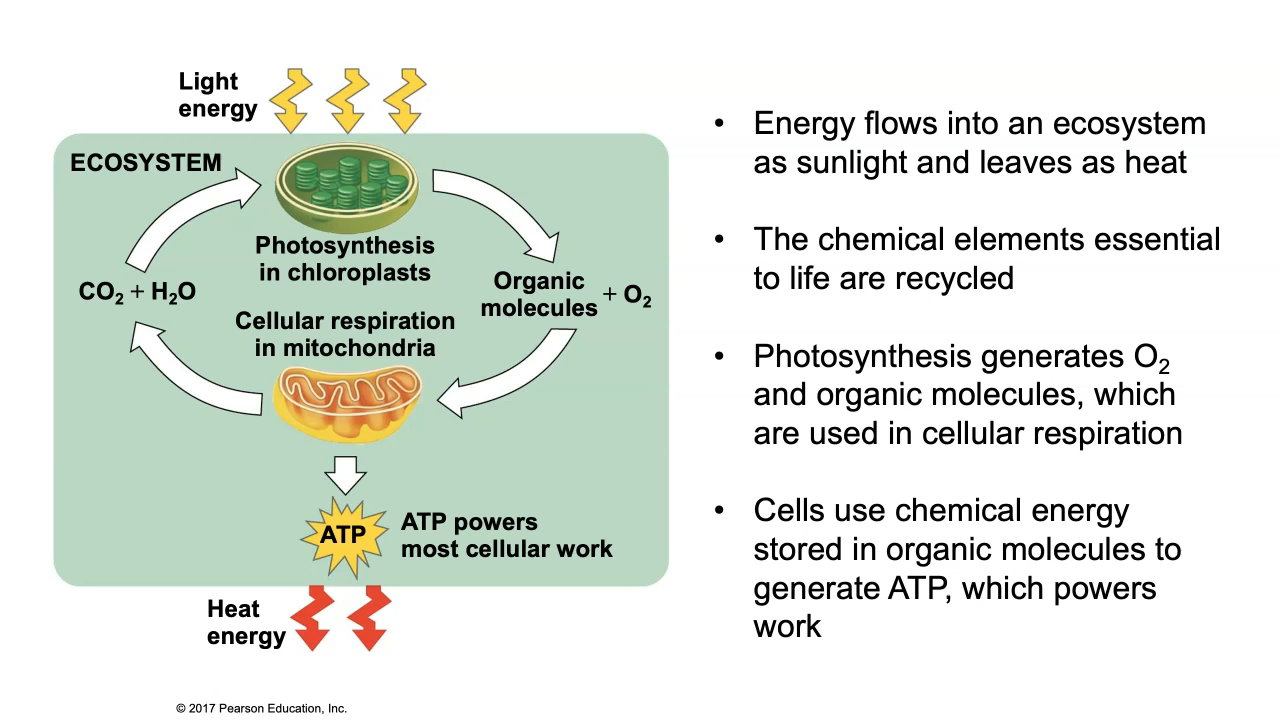 Light
energy
ECOSYSTEM
Photosynthesis
in chloroplasts
CO₂ + H₂O
Organic
molecules + O₂
Cellular respiration
in mitochondria
ATP
ATP powers
most cellular work
Heat
energy
© 2017 Pearson Education, Inc.
• Energy flows into an ecosystem
as sunlight and leaves as heat
• The chemical elements essential
to life are recycled
• Photosynthesis generates O₂
and organic molecules, which
are used in cellular respiration
• Cells use chemical energy
stored in organic molecules to
generate ATP, which powers
work